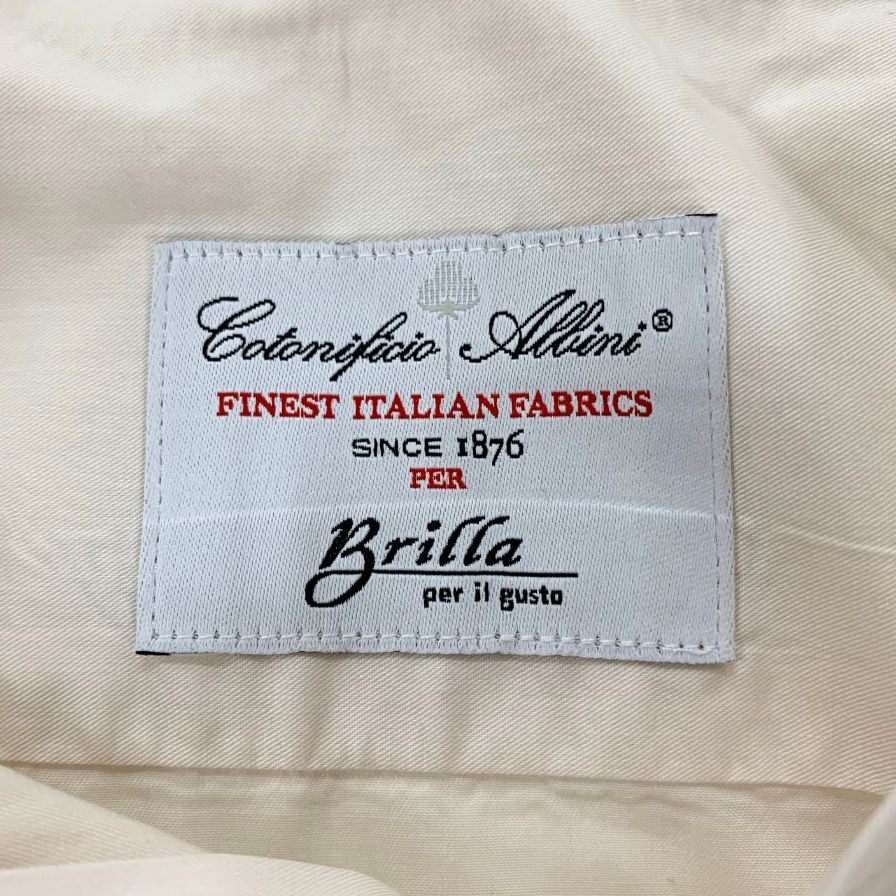 Cotonificio Albini®
FINEST ITALIAN FABRICS
SINCE 1876
PER
Brilla
per il gusto